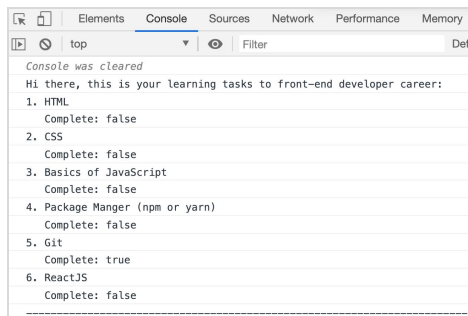 Elements Console Sources Network Performance Memory
top Filter Def
Console was cleared
Hi there, this is your learning tasks to front-end developer career:
1. HTML
Complete: false
2. CSS
Complete: false
3. Basics of JavaScript
Complete: false
4. Package Manger (npm or yarn)
Complete: false
5. Git
Complete: true
6. ReactJS
Complete: false
--------------------------------------------------------------------